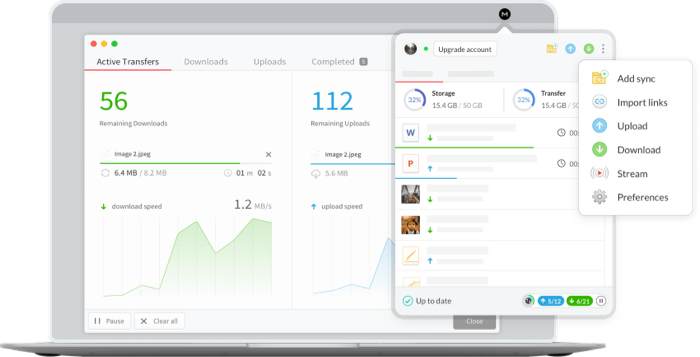 M
Active Transfers Downloads Uploads Completed 5
56
Remaining Downloads
Image 2.jpeg
6.4 MB / 8.2 MB
01 m 02 s
download speed
1.2 MB/s
112
Remaining Uploads
Image 2.jpeg
5.6 MB
upload speed
Pause
Clear all
Close
Upgrade account
32%
Storage
15.4 GB / 50 GB
32%
Transfer
15.4 GB / 50
W
00:
P
00:
Up to date
5/12
6/21
Add sync
Import links
Upload
Download
Stream
Preferences